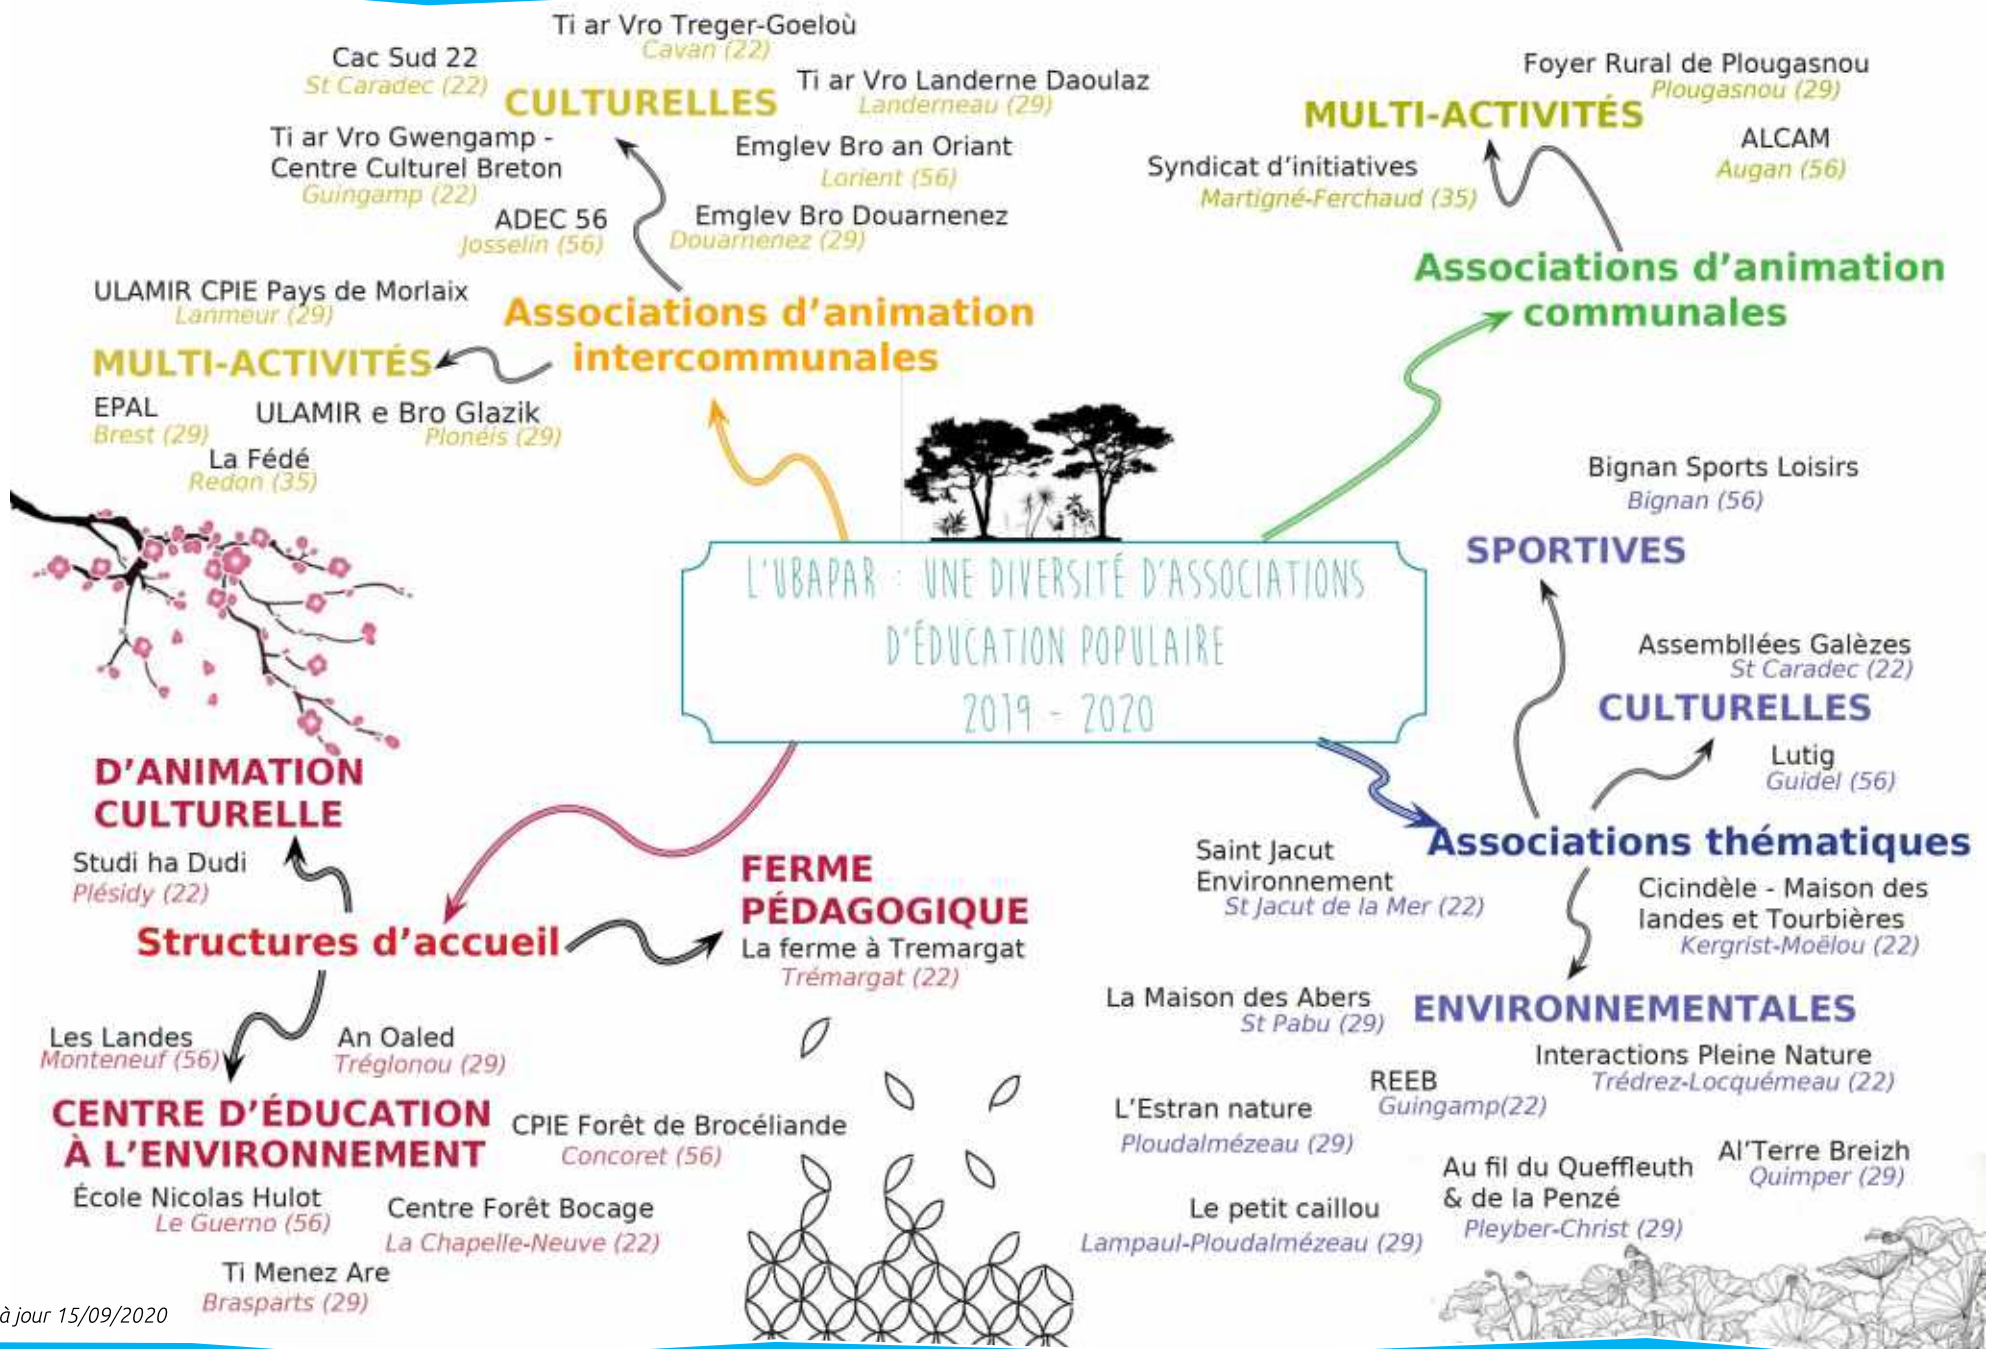 Ti ar Vro Treger-Goeloù
Cavan (22)
Cac Sud 22
St Caradec (22)
CULTURELLES
Ti ar Vro Landerne Daoulaz
Landerneau (29)
Ti ar Vro Gwengamp -
Centre Culturel Breton
Guingamp (22)
Emglev Bro an Oriant
Lorient (56)
ADEC 56
Josselin (56)
Emglev Bro Douarnenez
Douarnenez (29)
ULAMIR CPIE Pays de Morlaix
Lanmeur (29)
Associations d'animation
intercommunales
MULTI-ACTIVITÉS
EPAL
Brest (29)
ULAMIR e Bro Glazik
Plonéis (29)
La Fédé
Redon (35)
Foyer Rural de Plougasnou
Plougasnou (29)
MULTI-ACTIVITÉS
ALCAM
Augan (56)
Syndicat d'initiatives
Martigné-Ferchaud (35)
Associations d'animation
communales
L'UBAPAR : UNE DIVERSITÉ D'ASSOCIATIONS
D'ÉDUCATION POPULAIRE
2019 - 2020
Bignan Sports Loisirs
Bignan (56)
SPORTIVES
Assembllées Galèzes
St Caradec (22)
CULTURELLES
Lutig
Guidel (56)
Associations thématiques
Saint Jacut
Environnement
St Jacut de la Mer (22)
Cicindèle - Maison des
landes et Tourbières
Kergrist-Moëlou (22)
La Maison des Abers
St Pabu (29)
ENVIRONNEMENTALES
Interactions Pleine Nature
Trédrez-Locquémeau (22)
REEB
Guingamp(22)
L'Estran nature
Ploudalmézeau (29)
Al'Terre Breizh
Quimper (29)
Au fil du Queffleuth
& de la Penzé
Pleyber-Christ (29)
Le petit caillou
Lampaul-Ploudalmézeau (29)
D'ANIMATION
CULTURELLE
Studi ha Dudi
Plésidy (22)
Structures d'accueil
FERME
PÉDAGOGIQUE
La ferme à Tremargat
Trémargat (22)
Les Landes
Monteneuf (56)
An Oaled
Tréglonou (29)
CENTRE D'ÉDUCATION
À L'ENVIRONNEMENT
CPIE Forêt de Brocéliande
Concoret (56)
École Nicolas Hulot
Le Guerno (56)
Centre Forêt Bocage
La Chapelle-Neuve (22)
Ti Menez Are
Brasparts (29)
à jour 15/09/2020